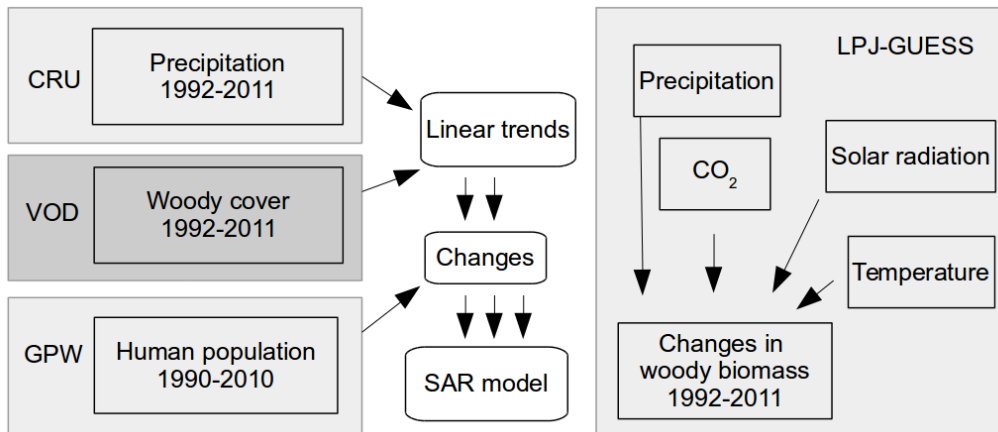 CRU
Precipitation
1992-2011
VOD
Woody cover
1992-2011
GPW
Human population
1990-2010
Linear trends
Changes
SAR model
LPJ-GUESS
Precipitation
CO₂
Solar radiation
Temperature
Changes in
woody biomass
1992-2011